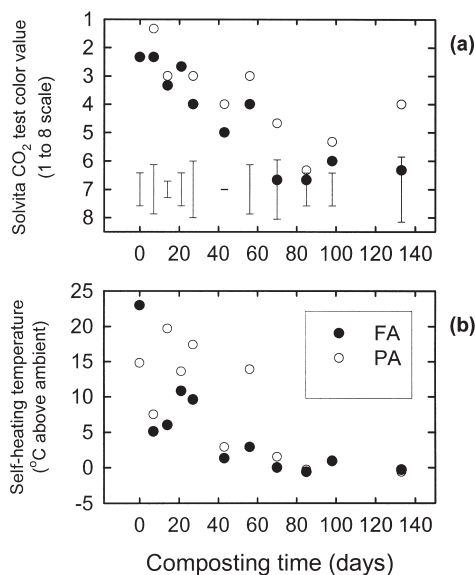 (a)
Solvita CO2 test color value
(1 to 8 scale)
1
2
3
4
5
6
7
8
0 20 40 60 80 100 120 140
(b)
Self-heating temperature
(°C above ambient)
25
20
15
10
5
0
-5
FA
PA
0 20 40 60 80 100 120 140
Composting time (days)